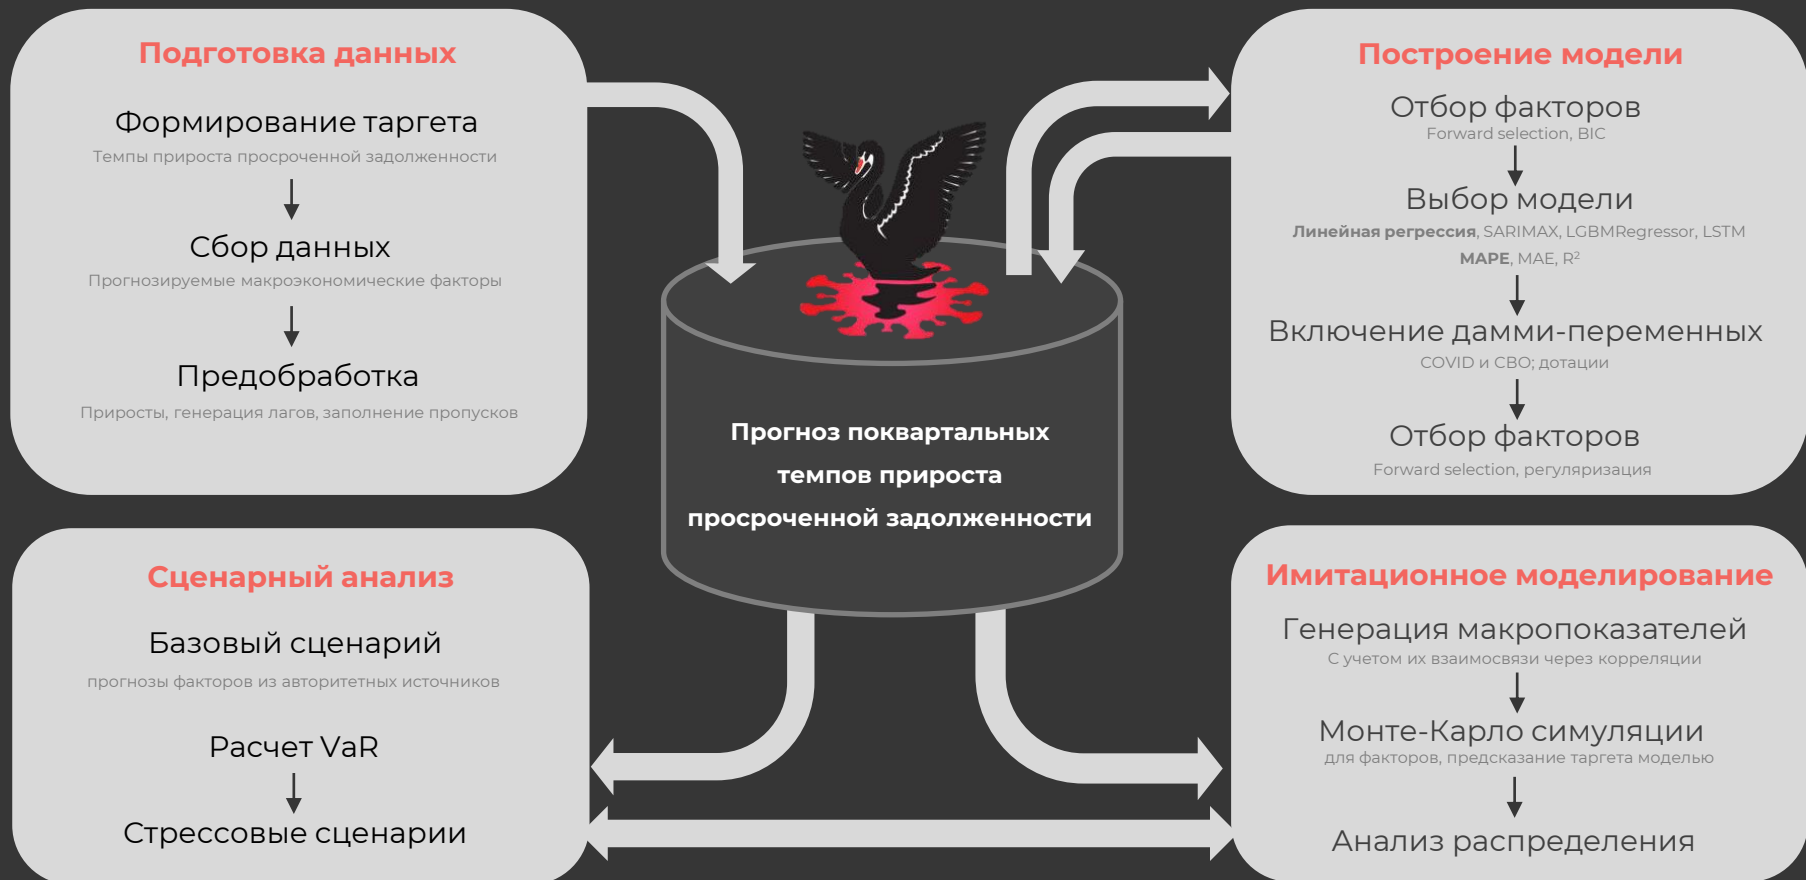 Подготовка данных
Формирование таргета
Темпы прироста просроченной задолженности
Сбор данных
Прогнозируемые макроэкономические факторы
Предобработка
Приросты, генерация лагов, заполнение пропусков
Построение модели
Отбор факторов
Forward selection, BIC
Выбор модели
Линейная регрессия, SARIMAX, LGBMRegressor, LSTM
MAPE, MAE, R²
Включение дамми-переменных
COVID и СВО; дотации
Отбор факторов
Forward selection, регуляризация
Прогноз поквартальных
темпов прироста
просроченной задолженности
Сценарный анализ
Базовый сценарий
прогнозы факторов из авторитетных источников
Расчет VaR
Стрессовые сценарии
Имитационное моделирование
Генерация макропоказателей
С учетом их взаимосвязи через корреляции
Монте-Карло симуляции
для факторов, предсказание таргета моделью
Анализ распределения